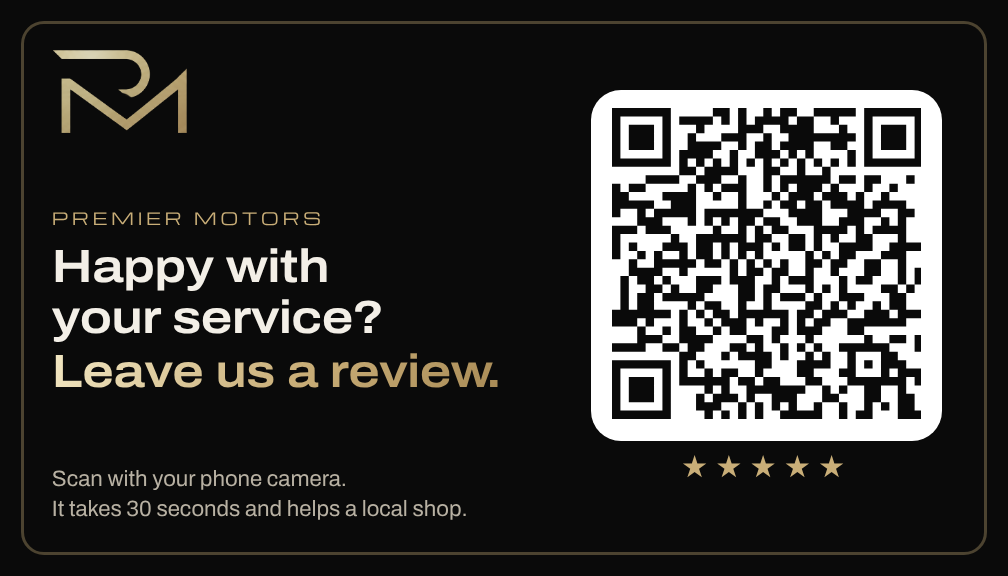 PREMIER MOTORS
Happy with
your service?
Leave us a review.
Scan with your phone camera.
It takes 30 seconds and helps a local shop.